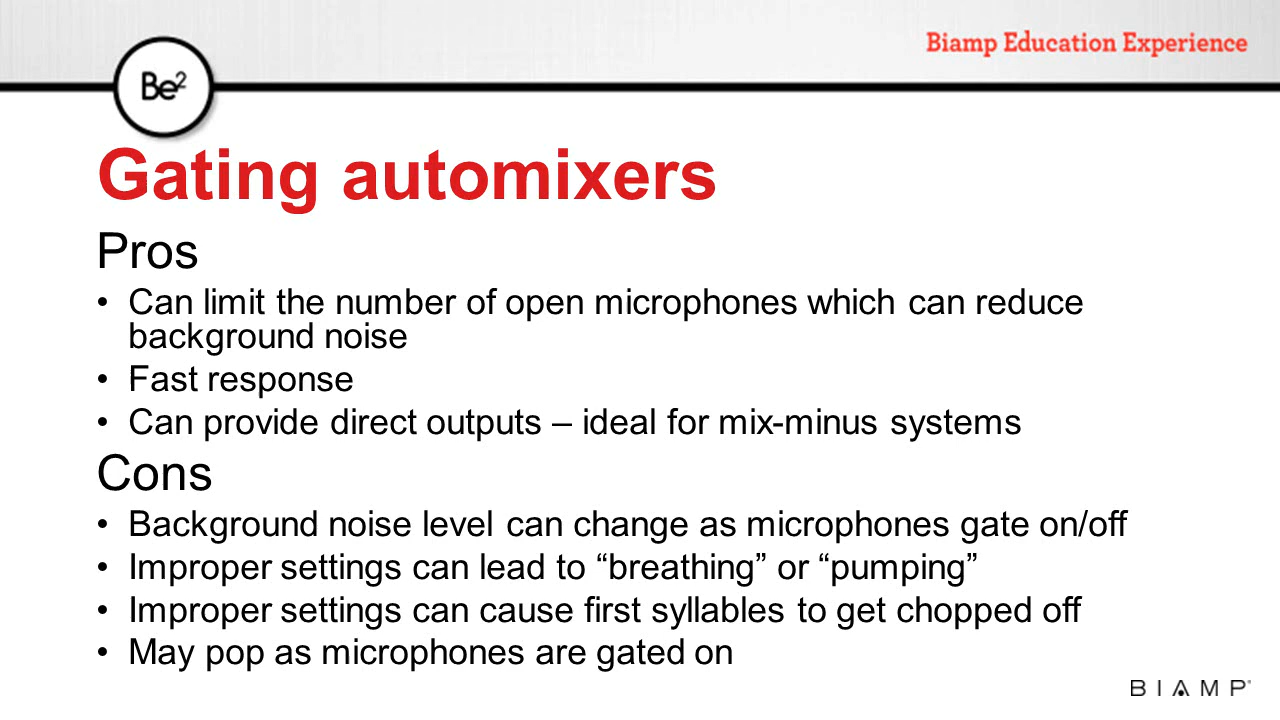 Biamp Education Experience
Be²
Gating automixers
Pros
• Can limit the number of open microphones which can reduce
background noise
• Fast response
• Can provide direct outputs – ideal for mix-minus systems
Cons
• Background noise level can change as microphones gate on/off
• Improper settings can lead to “breathing” or “pumping”
• Improper settings can cause first syllables to get chopped off
• May pop as microphones are gated on
BIAMP®